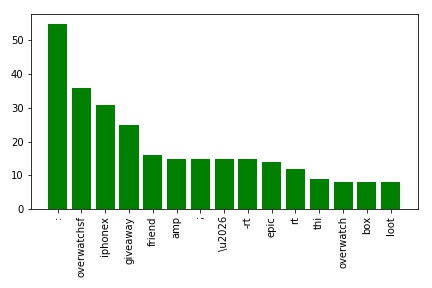 50
40
30
20
10
0
:
overwatchsf
iphonex
giveaway
friend
amp
;
\u2026
-rt
epic
rt
thi
overwatch
box
loot